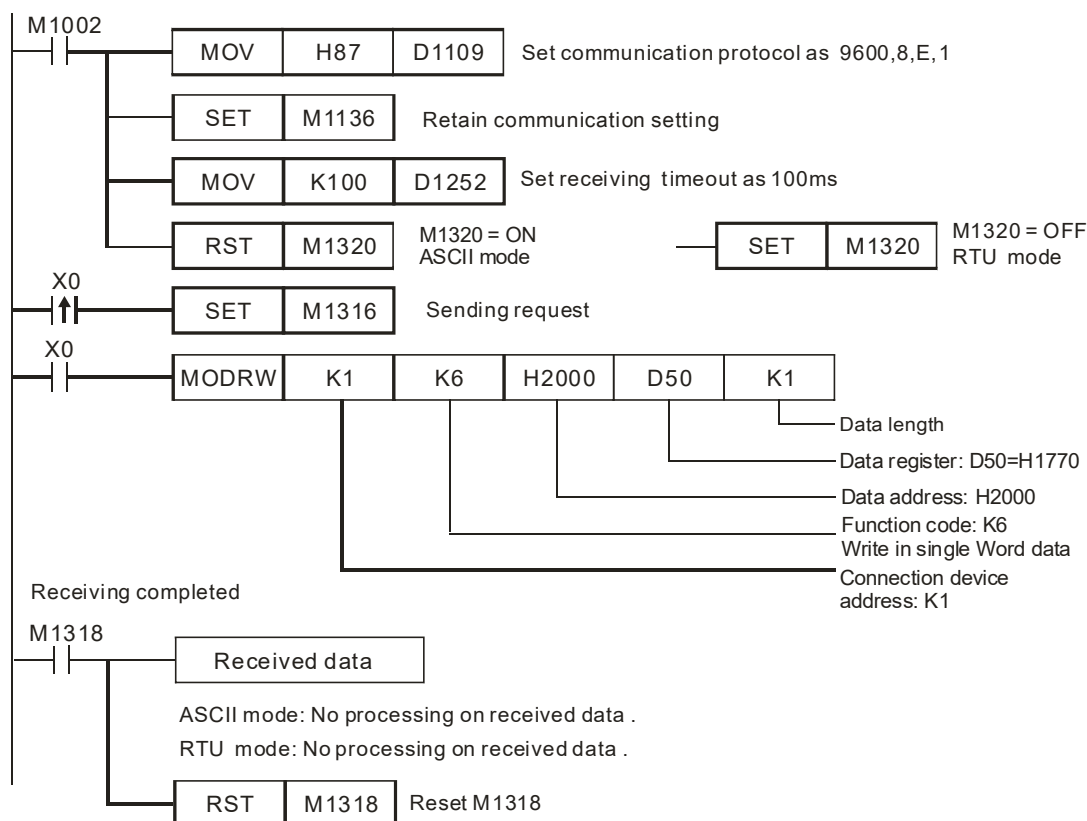 M1002
MOV H87 D1109 Set communication protocol as 9600,8,E,1
SET M1136 Retain communication setting
MOV K100 D1252 Set receiving timeout as 100ms
RST M1320 M1320 = ON
ASCII mode
SET M1320 M1320 = OFF
RTU mode
X0
SET M1316 Sending request
X0
MODRW K1 K6 H2000 D50 K1
Data length
Data register: D50=H1770
Data address: H2000
Function code: K6
Write in single Word data
Connection device
address: K1
Receiving completed
M1318
Received data
ASCII mode: No processing on received data .
RTU mode: No processing on received data .
RST M1318 Reset M1318